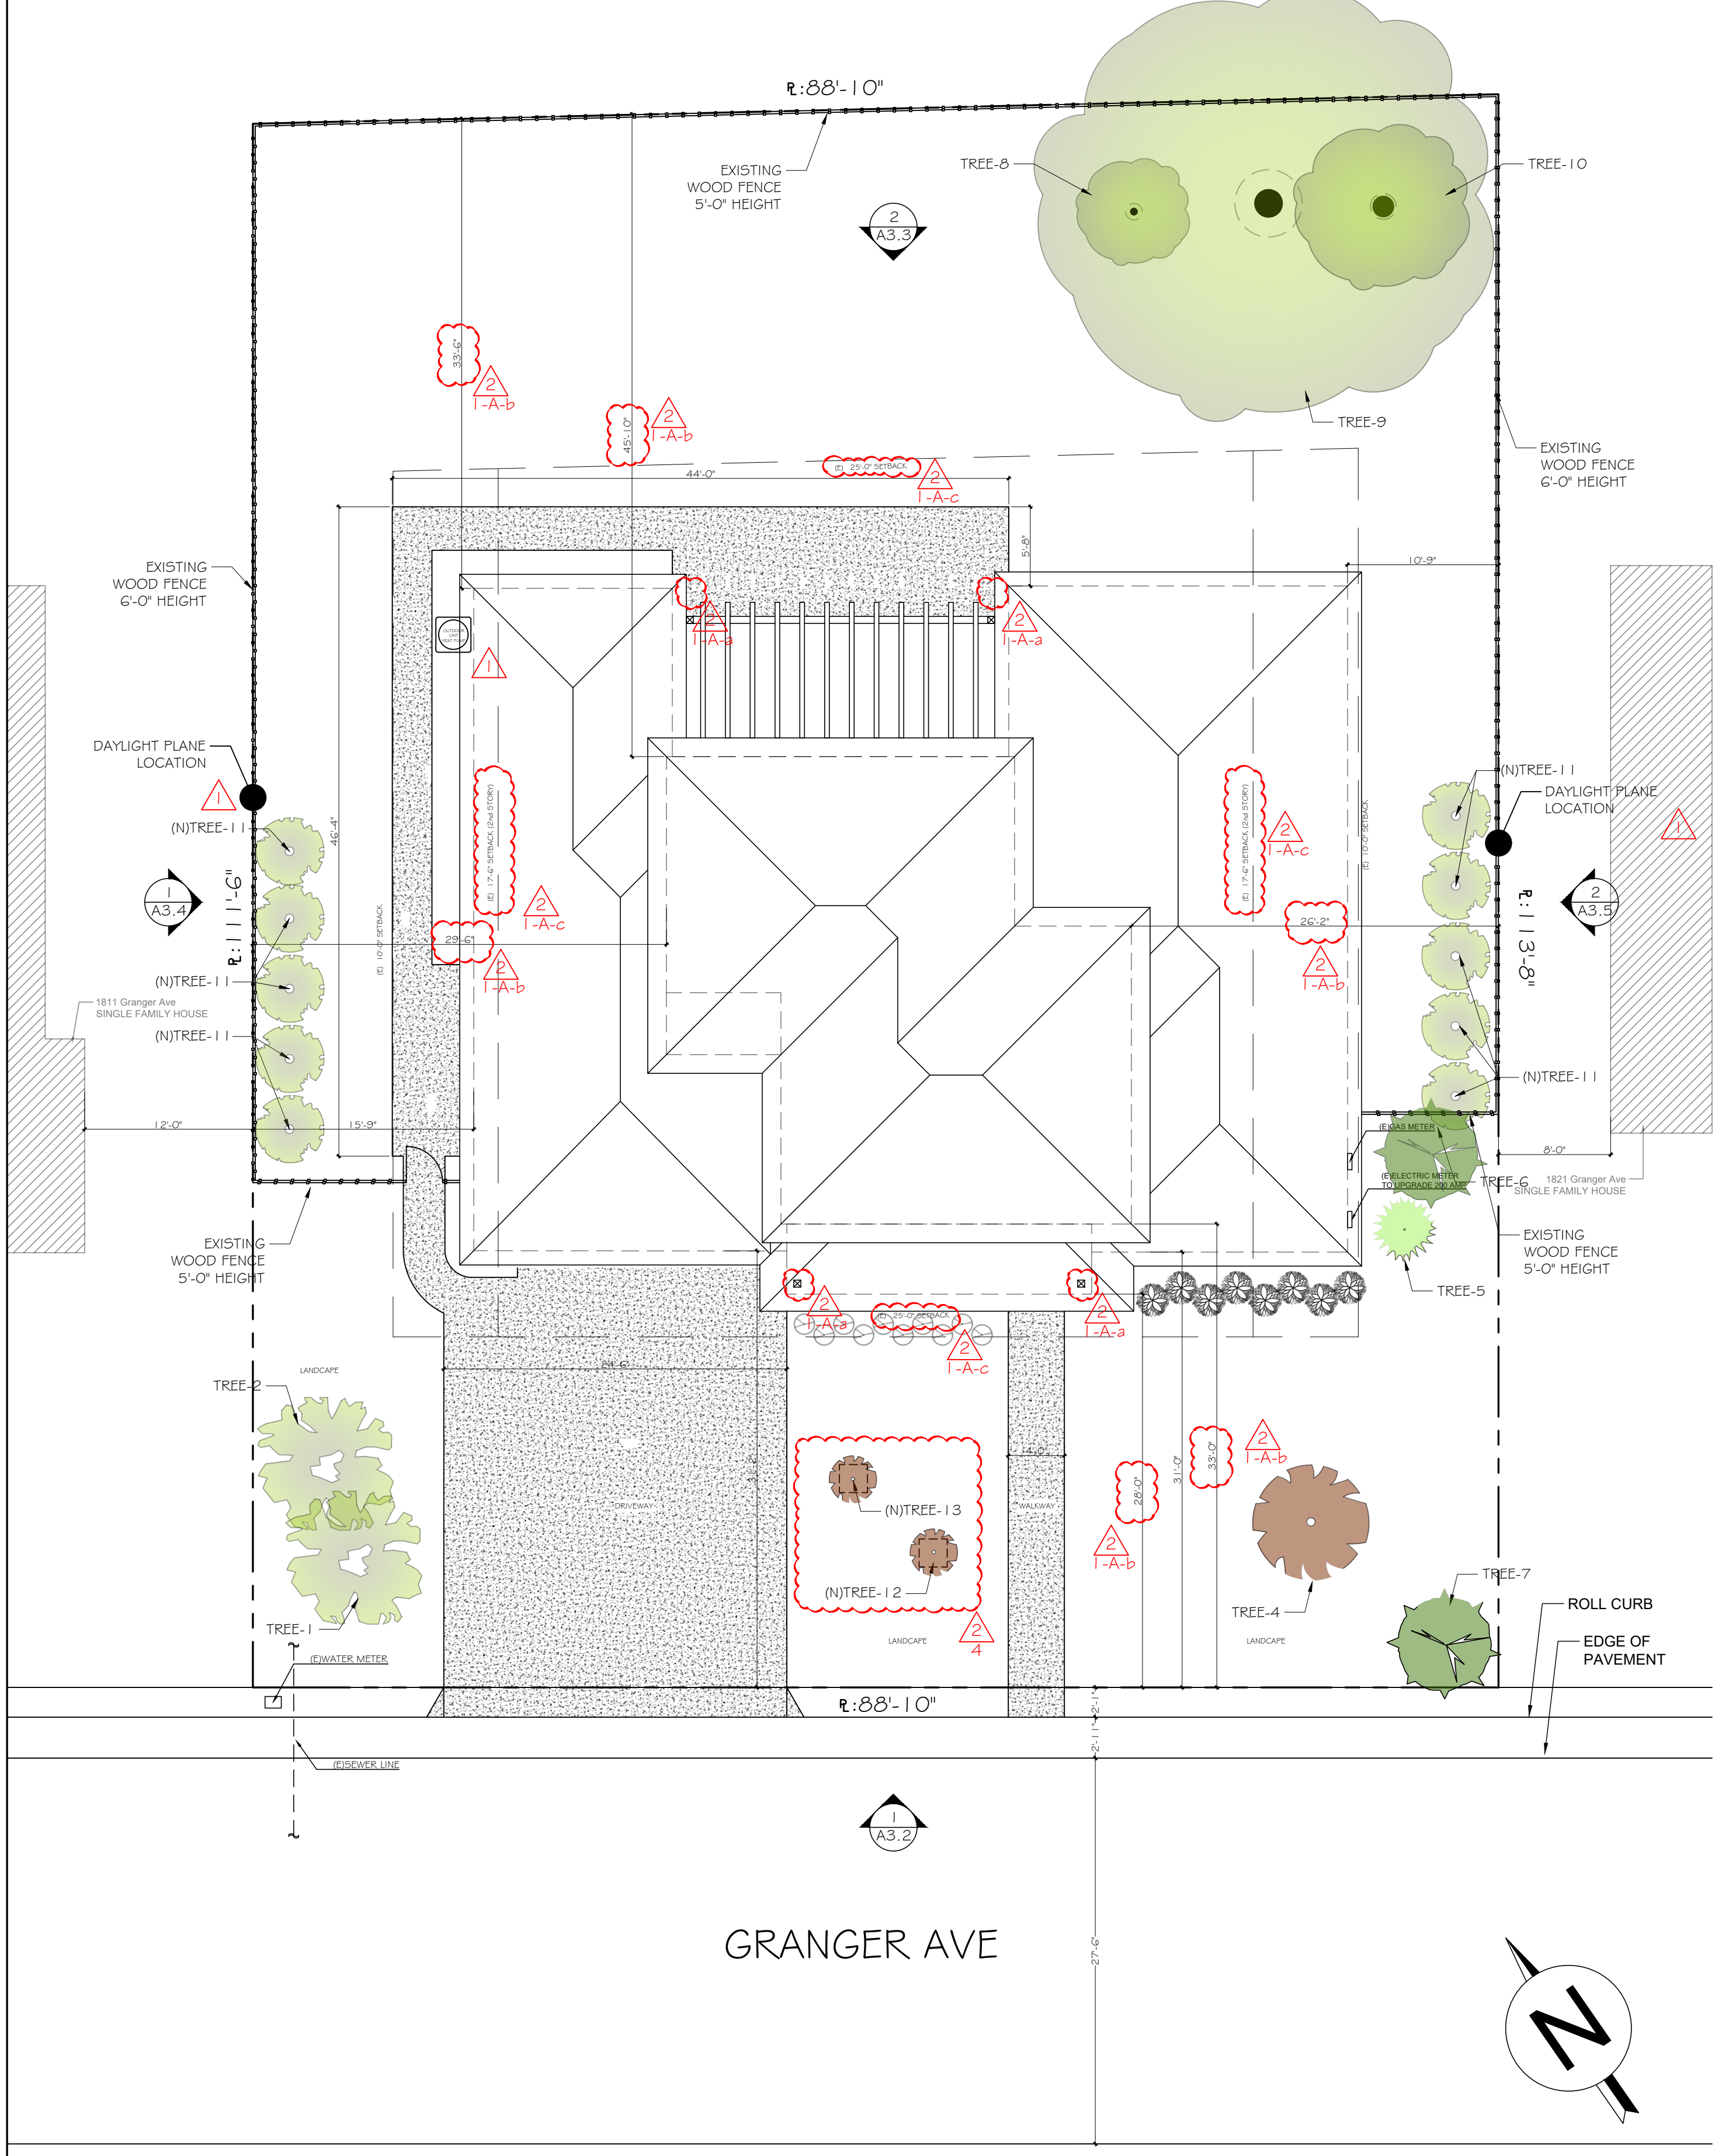 ℄:88'-10"
EXISTING
WOOD FENCE
5'-0" HEIGHT
TREE-8
TREE-10
2
A3.3
33'-6"
2
1-A-b
45'-10"
2
1-A-b
TREE-9
EXISTING
WOOD FENCE
6'-0" HEIGHT
(E) 25'-0" SETBACK
2
1-A-c
44'-0"
5'-8"
10'-9"
EXISTING
WOOD FENCE
6'-0" HEIGHT
2
1-A-a
2
1-A-a
OUTDOOR
UNIT
HEAT PUMP
1
DAYLIGHT PLANE
LOCATION
1
(N)TREE-11
46'-4"
(E) 17'-6" SETBACK (2nd STORY)
2
1-A-c
(E) 17'-6" SETBACK (2nd STORY)
2
1-A-c
(E) 10'-0" SETBACK
(N)TREE-11
DAYLIGHT PLANE
LOCATION
1
1
A3.4
℄:111'-6"
(E) 10'-0" SETBACK
29'-6"
2
1-A-b
26'-2"
2
1-A-b
℄:113'-8"
2
A3.5
(N)TREE-11
1811 Granger Ave
SINGLE FAMILY HOUSE
(N)TREE-11
(N)TREE-11
12'-0"
15'-9"
(E)GAS METER
8'-0"
(E)ELECTRIC METER
TO UPGRADE 200 AMP
TREE-6
1821 Granger Ave
SINGLE FAMILY HOUSE
EXISTING
WOOD FENCE
5'-0" HEIGHT
EXISTING
WOOD FENCE
5'-0" HEIGHT
TREE-5
2
1-A-a
(E) 25'-0" SETBACK
2
1-A-c
2
1-A-a
LANDCAPE
TREE-2
24'-6"
4'-0"
28'-0"
2
1-A-b
31'-0"
33'-0"
2
1-A-b
DRIVEWAY
(N)TREE-13
WALKWAY
(N)TREE-12
2
4
TREE-7
TREE-4
ROLL CURB
TREE-1
LANDCAPE
LANDCAPE
EDGE OF
PAVEMENT
(E)WATER METER
℄:88'-10"
2'-1"
2'-11"
(E)SEWER LINE
1
A3.2
GRANGER AVE
27'-6"
N